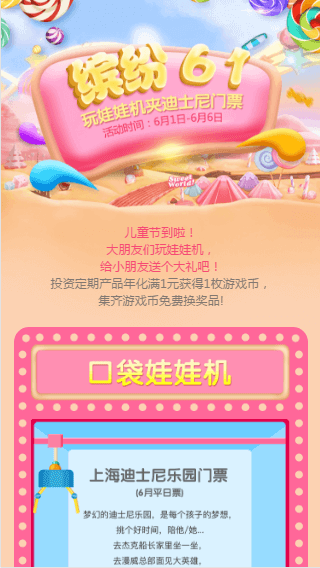 缤纷61
玩娃娃机夹迪士尼门票
活动时间：6月1日-6月6日
Sweet
World!
儿童节到啦！
大朋友们玩娃娃机，
给小朋友送个大礼吧！
投资定期产品年化满1元获得1枚游戏币，
集齐游戏币免费换奖品!
口袋娃娃机
上海迪士尼乐园门票
(6月平日票)
梦幻的迪士尼乐园，是每个孩子的梦想，
挑个好时间，陪他/她...
去杰克船长家里坐一坐，
去漫威总部面见大英雄，